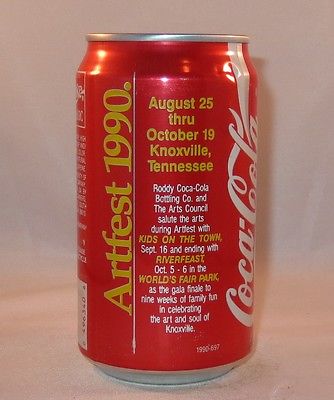 Artfest 1990.
August 25
thru
October 19
Knoxville,
Tennessee
Roddy Coca-Cola
Bottling Co. and
The Arts Council
salute the arts
during Artfest with
KIDS ON THE TOWN,
Sept. 16 and ending with
RIVERFEAST,
Oct. 5 - 6 in the
WORLD'S FAIR PARK,
as the gala finale to
nine weeks of family fun
in celebrating
the art and soul of
Knoxville.
1990-697
Coca-Cola